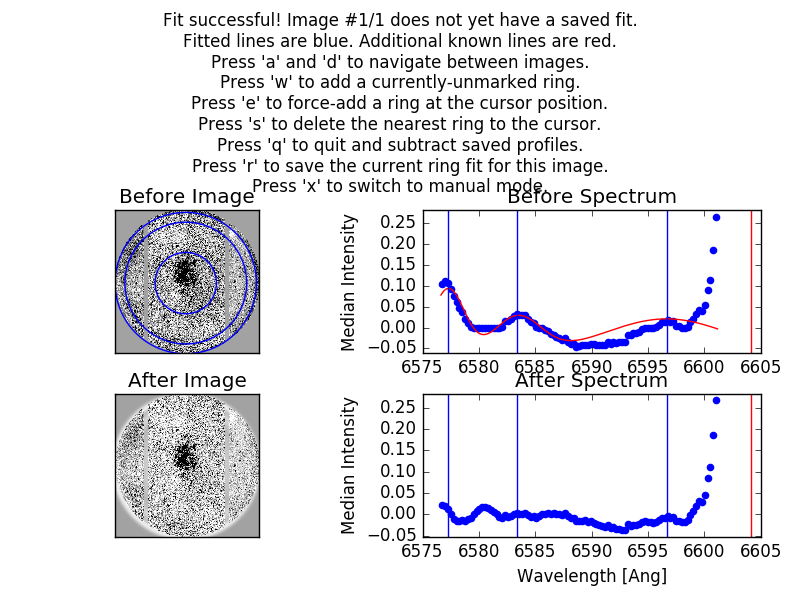 Fit successful! Image #1/1 does not yet have a saved fit.
Fitted lines are blue. Additional known lines are red.
Press 'a' and 'd' to navigate between images.
Press 'w' to add a currently-unmarked ring.
Press 'e' to force-add a ring at the cursor position.
Press 's' to delete the nearest ring to the cursor.
Press 'q' to quit and subtract saved profiles.
Press 'r' to save the current ring fit for this image.
Press 'x' to switch to manual mode.
Before Image
Before Spectrum
Median Intensity
0.25
0.20
0.15
0.10
0.05
0.00
−0.05
6575 6580 6585 6590 6595 6600 6605
After Image
After Spectrum
Median Intensity
0.25
0.20
0.15
0.10
0.05
0.00
−0.05
6575 6580 6585 6590 6595 6600 6605
Wavelength [Ang]